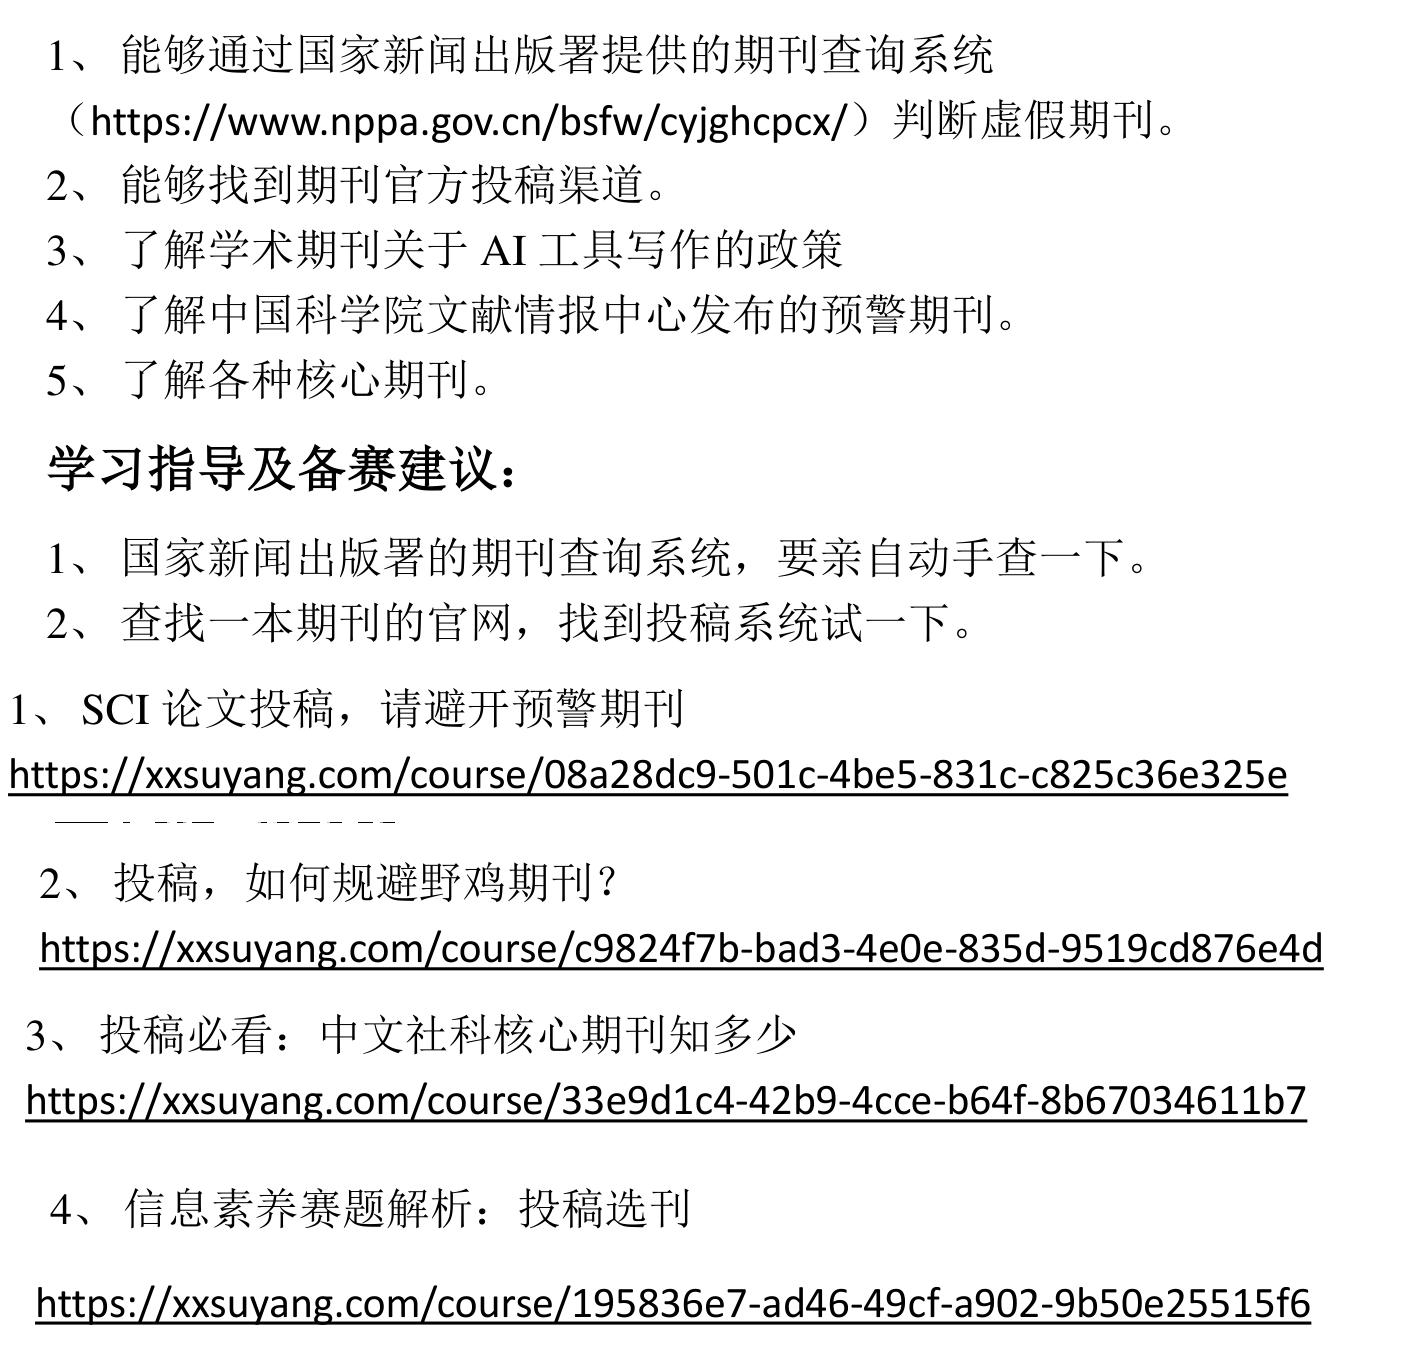 1、 能够通过国家新闻出版署提供的期刊查询系统
（https://www.nppa.gov.cn/bsfw/cyjghcpcx/）判断虚假期刊。
2、 能够找到期刊官方投稿渠道。
3、 了解学术期刊关于 AI 工具写作的政策
4、 了解中国科学院文献情报中心发布的预警期刊。
5、 了解各种核心期刊。
学习指导及备赛建议：
1、 国家新闻出版署的期刊查询系统，要亲自动手查一下。
2、 查找一本期刊的官网，找到投稿系统试一下。
1、 SCI 论文投稿，请避开预警期刊
https://xxsuyang.com/course/08a28dc9-501c-4be5-831c-c825c36e325e
2、 投稿，如何规避野鸡期刊？
https://xxsuyang.com/course/c9824f7b-bad3-4e0e-835d-9519cd876e4d
3、 投稿必看：中文社科核心期刊知多少
https://xxsuyang.com/course/33e9d1c4-42b9-4cce-b64f-8b67034611b7
4、 信息素养赛题解析：投稿选刊
https://xxsuyang.com/course/195836e7-ad46-49cf-a902-9b50e25515f6